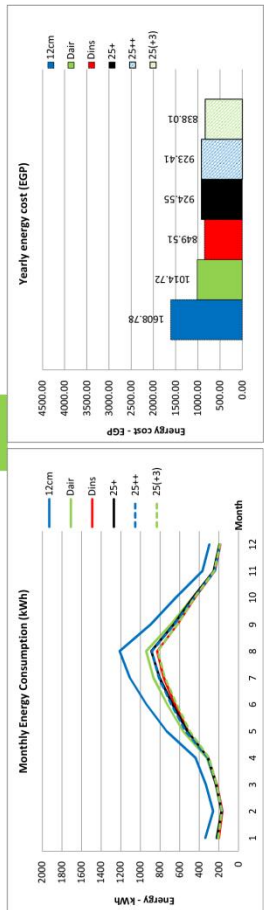 Monthly Energy Consumption (kWh)
Energy - kWh
2000
1800
1600
1400
1200
1000
800
600
400
200
0
1 2 3 4 5 6 7 8 9 10 11 12
Month
12cm
Dair
Dins
25+
25++
25(+3)
Yearly energy cost (EGP)
Energy cost - EGP
4500.00
4000.00
3500.00
3000.00
2500.00
2000.00
1500.00
1000.00
500.00
0.00
1608.78
1014.72
849.51
924.55
923.41
838.01
12cm
Dair
Dins
25+
25++
25(+3)